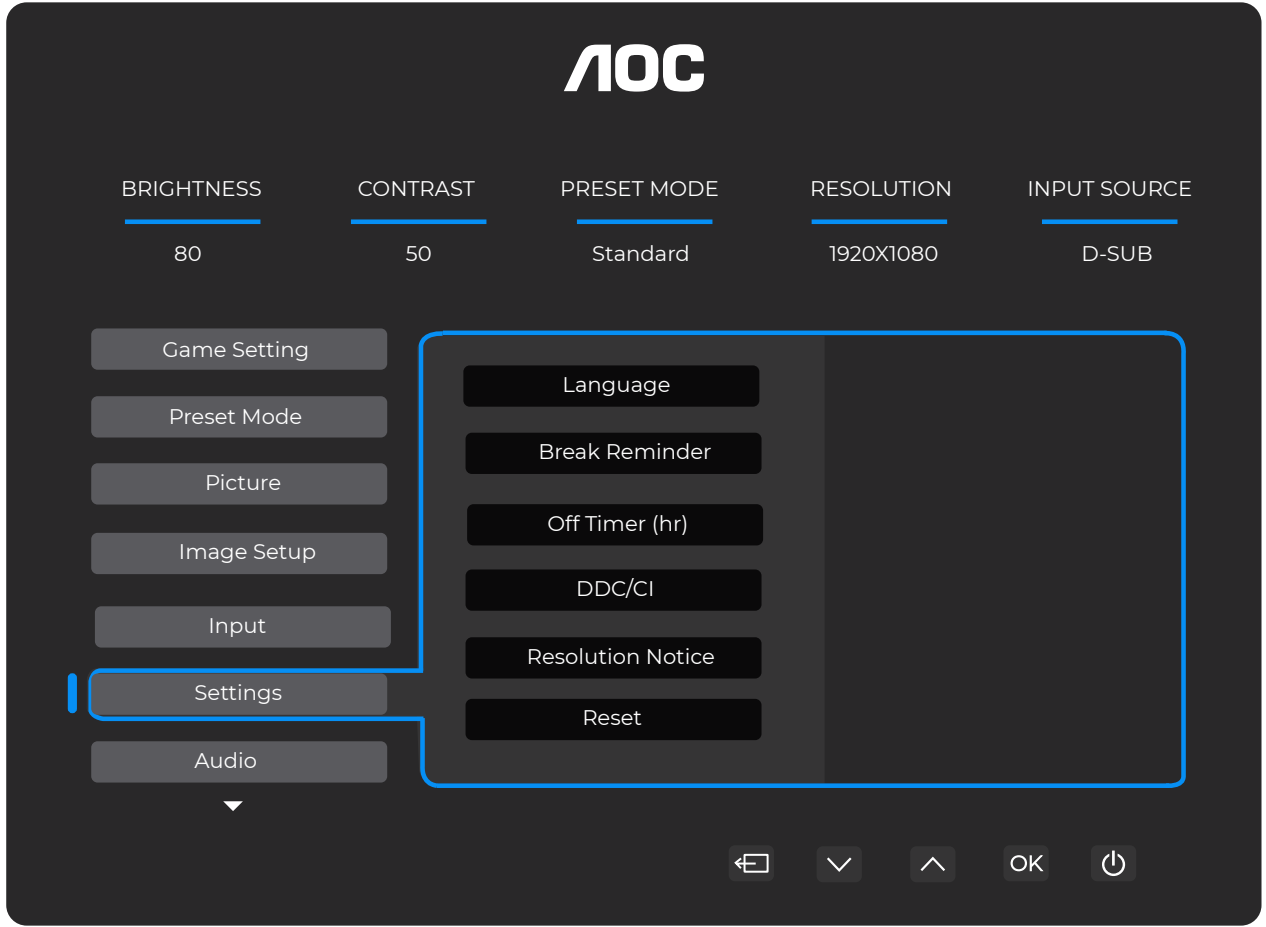 AOC
BRIGHTNESS
CONTRAST
PRESET MODE
RESOLUTION
INPUT SOURCE
80
50
Standard
1920X1080
D-SUB
Game Setting
Preset Mode
Picture
Image Setup
Input
Settings
Audio
Language
Break Reminder
Off Timer (hr)
DDC/CI
Resolution Notice
Reset
OK